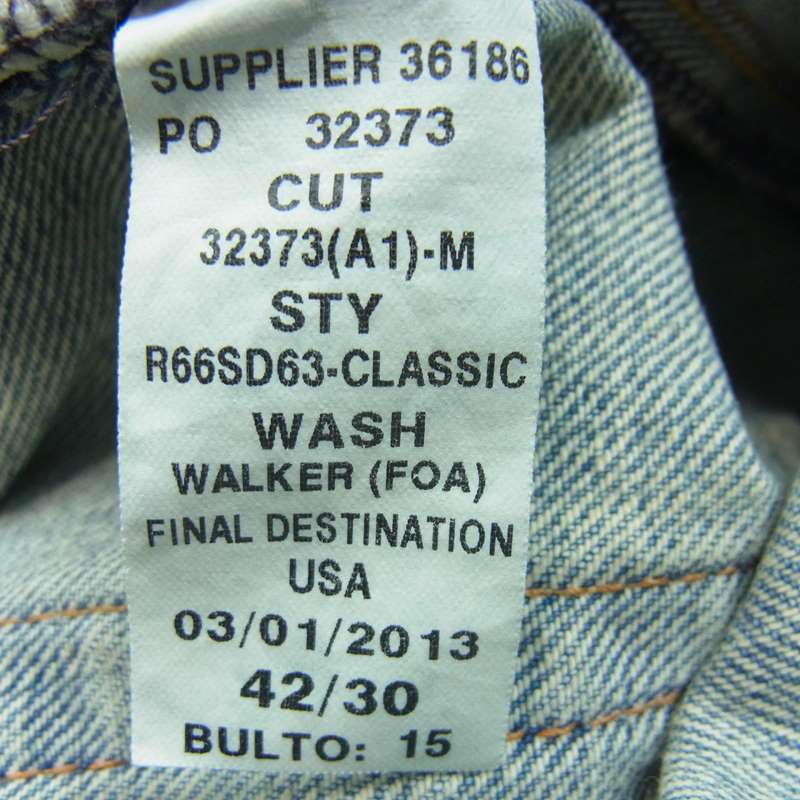 SUPPLIER 36186
PO 32373
CUT
32373(A1)-M
STY
R66SD63-CLASSIC
WASH
WALKER (FOA)
FINAL DESTINATION
USA
03/01/2013
42/30
BULTO: 15